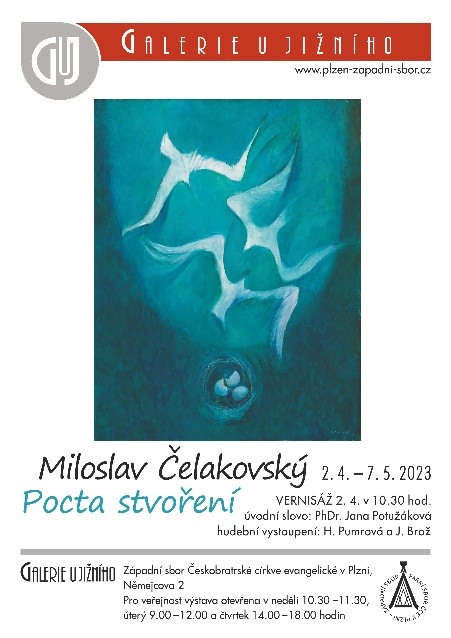 GUJ
GALERIE U JIŽNÍHO
www.plzen-zapadni-sbor.cz
Miloslav Čelakovský 2. 4. – 7. 5. 2023
Pocta stvoření
VERNISÁŽ 2. 4. v 10.30 hod.
úvodní slovo: PhDr. Jana Potužáková
hudební vystoupení: H. Pumrová a J. Brož
GALERIE U JIŽNÍHO
Západní sbor Českobratrské církve evangelické v Plzni,
Němejcova 2
Pro veřejnost výstava otevřena v neděli 10.30 –11.30,
úterý 9.00 –12.00 a čtvrtek 14.00 –18.00 hodin